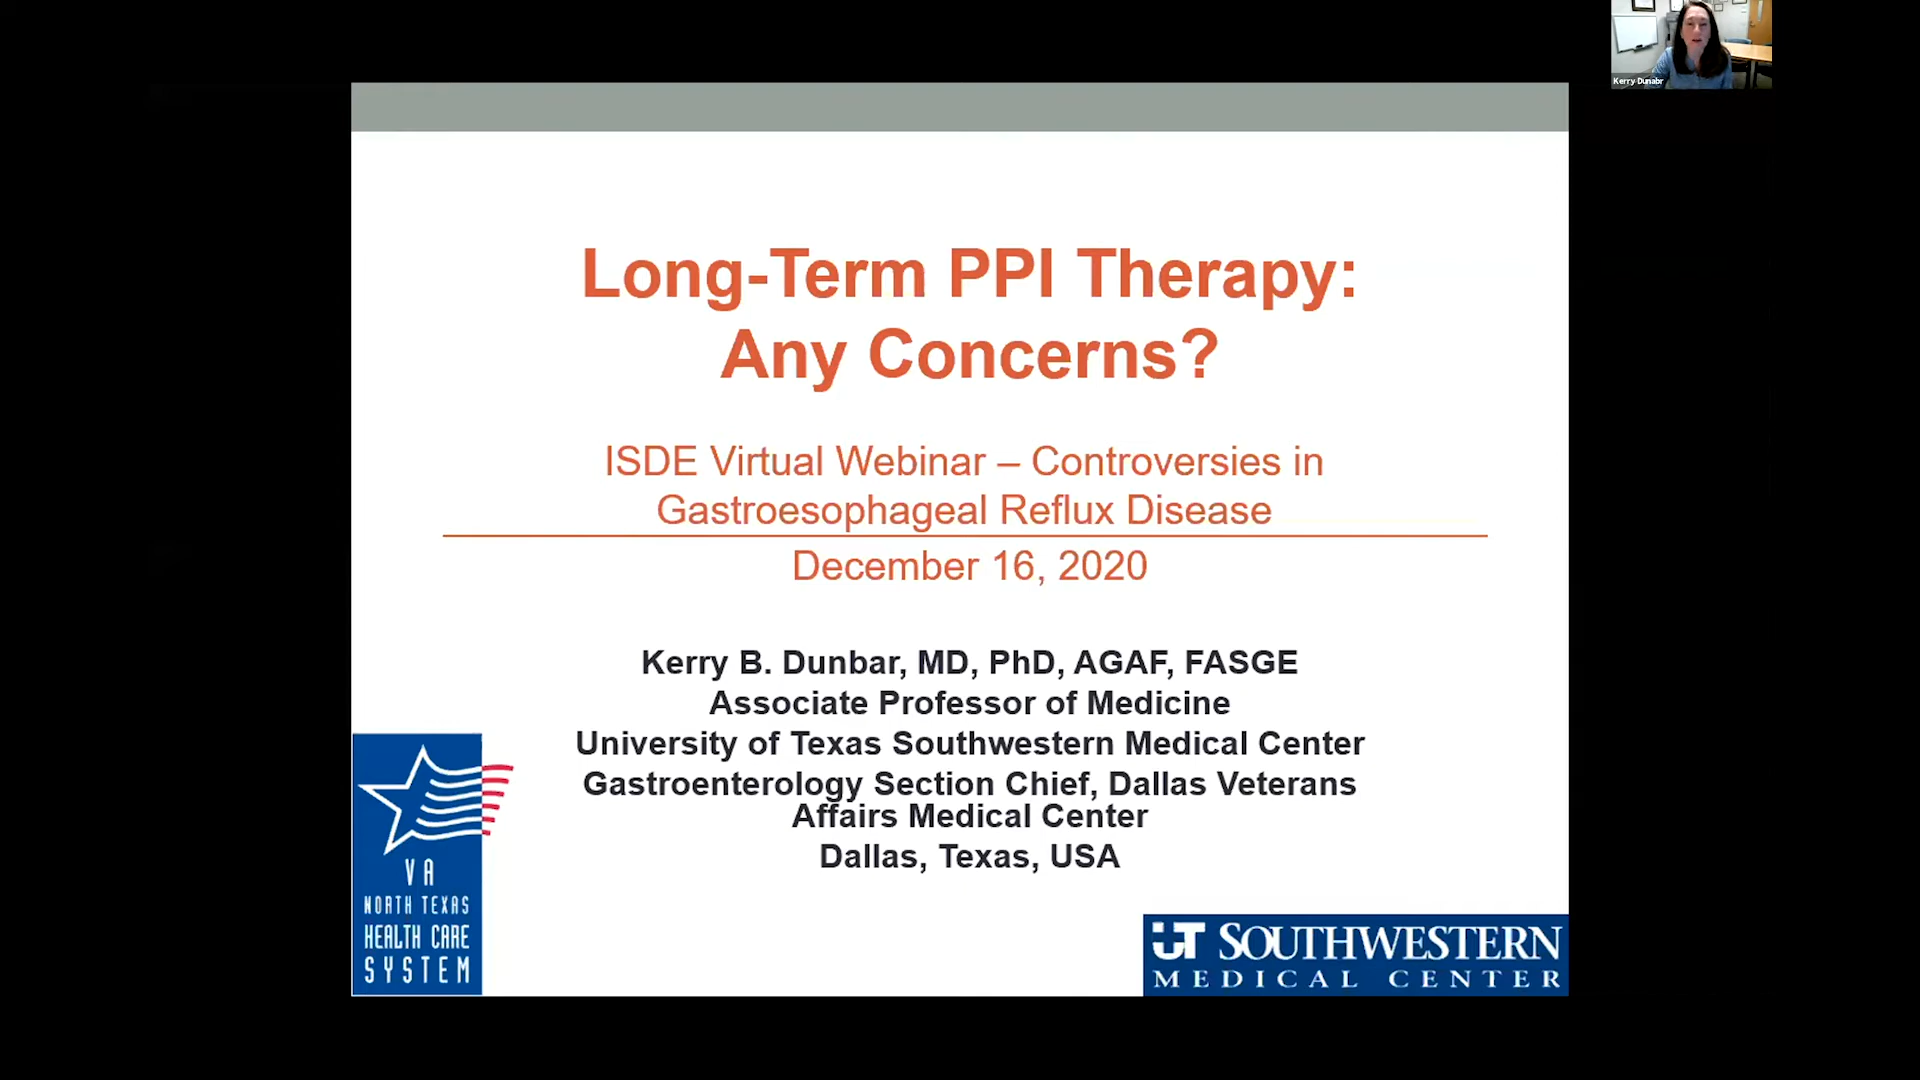 Kerry Dunabr
Long-Term PPI Therapy:
Any Concerns?
ISDE Virtual Webinar – Controversies in
Gastroesophageal Reflux Disease
December 16, 2020
Kerry B. Dunbar, MD, PhD, AGAF, FASGE
Associate Professor of Medicine
University of Texas Southwestern Medical Center
Gastroenterology Section Chief, Dallas Veterans
Affairs Medical Center
Dallas, Texas, USA
VA
NORTH TEXAS
HEALTH CARE
SYSTEM
UT SOUTHWESTERN
MEDICAL CENTER